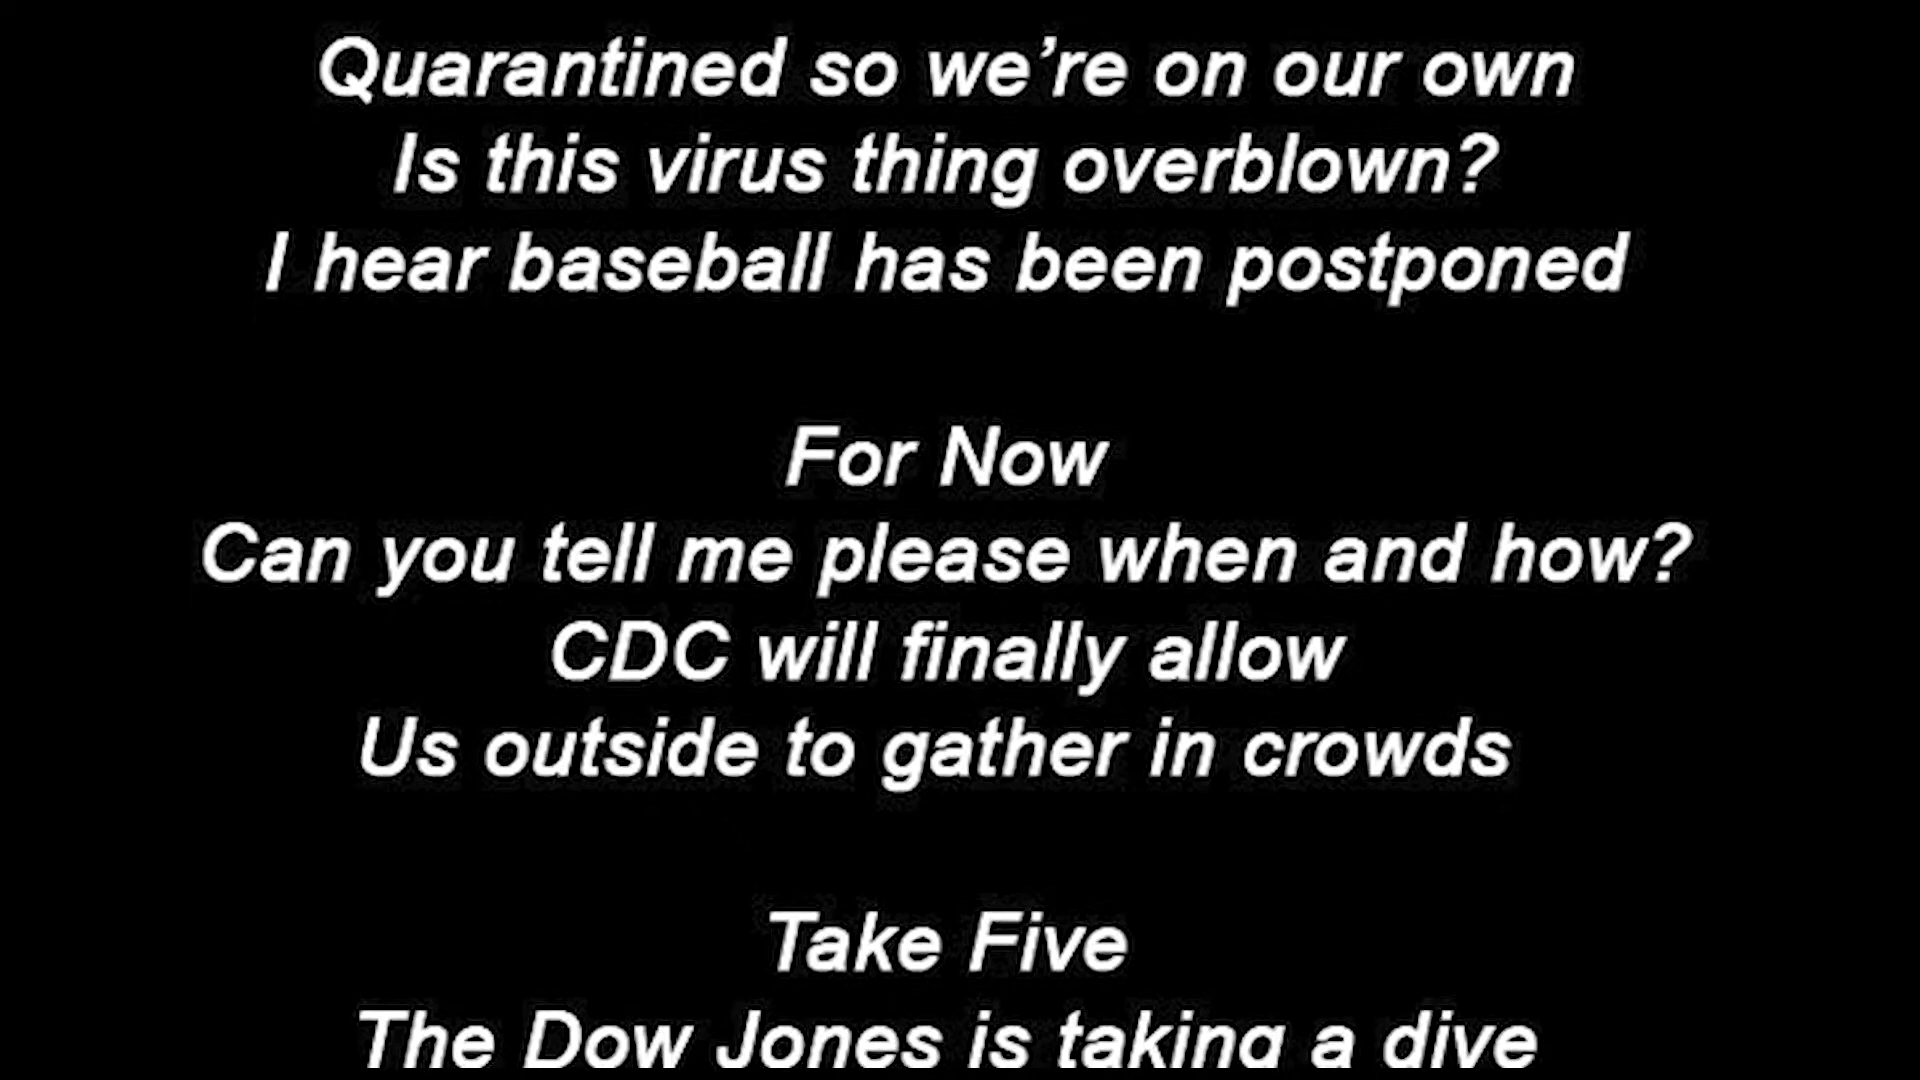 Quarantined so we’re on our own
Is this virus thing overblown?
I hear baseball has been postponed
For Now
Can you tell me please when and how?
CDC will finally allow
Us outside to gather in crowds
Take Five
The Dow Jones is taking a dive